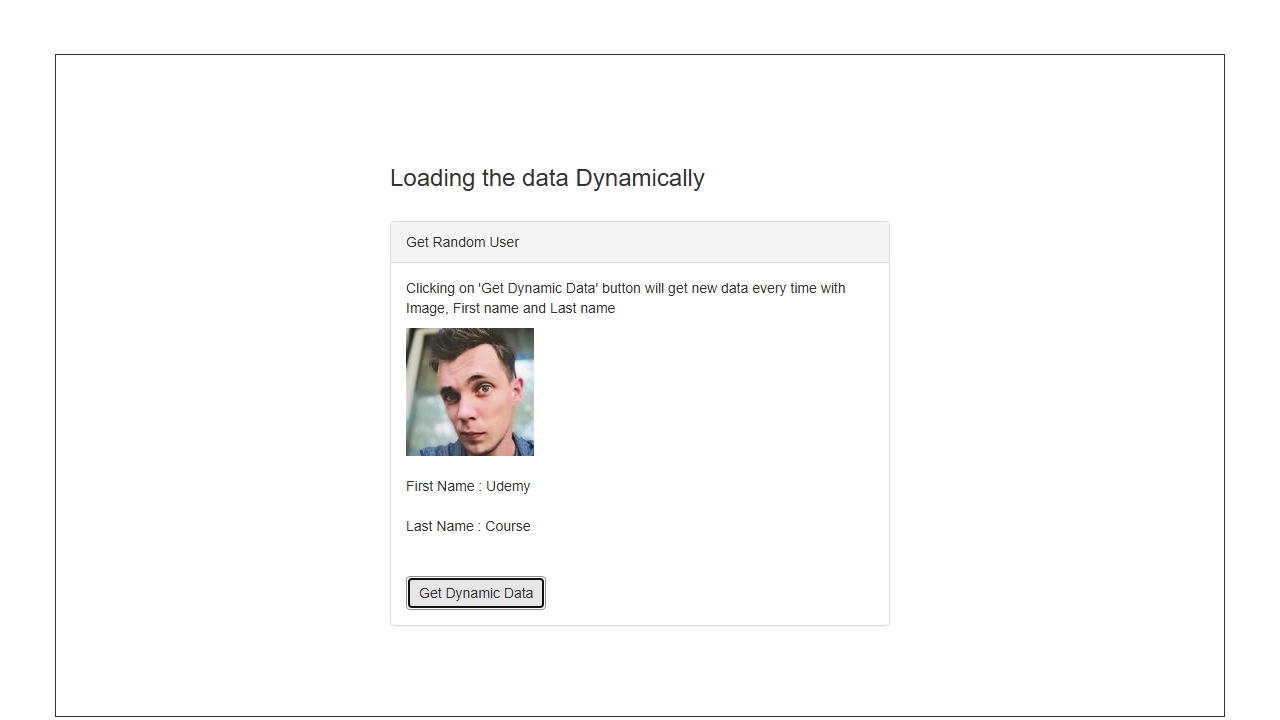 Loading the data Dynamically
Get Random User
Clicking on 'Get Dynamic Data' button will get new data every time with
Image, First name and Last name
First Name : Udemy
Last Name : Course
Get Dynamic Data